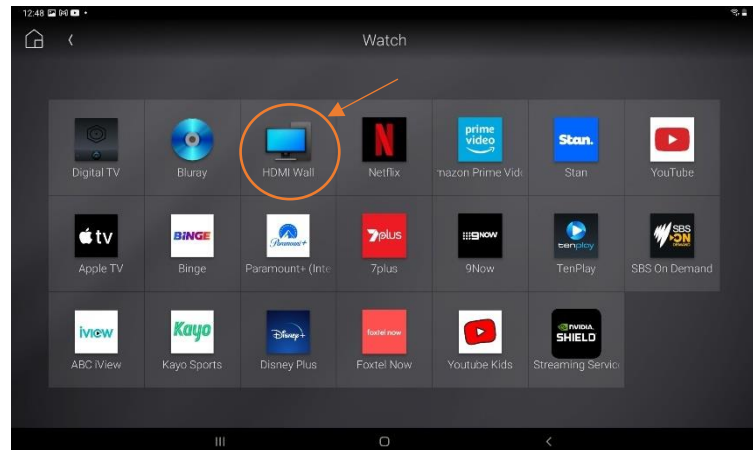 12:48
Watch
Digital TV
Bluray
HDMI Wall
N
Netflix
prime video
mazon Prime Vide
Stan.
Stan
YouTube
tv
Apple TV
BINGE
Binge
Paramount+
Paramount+ (Inte
7plus
7plus
9NOW
9Now
tenplay
TenPlay
SBS ON DEMAND
SBS On Demand
iview
ABC iView
Kayo
Kayo Sports
Disney+
Disney Plus
foxtel now
Foxtel Now
Youtube Kids
NVIDIA SHIELD
Streaming Servic